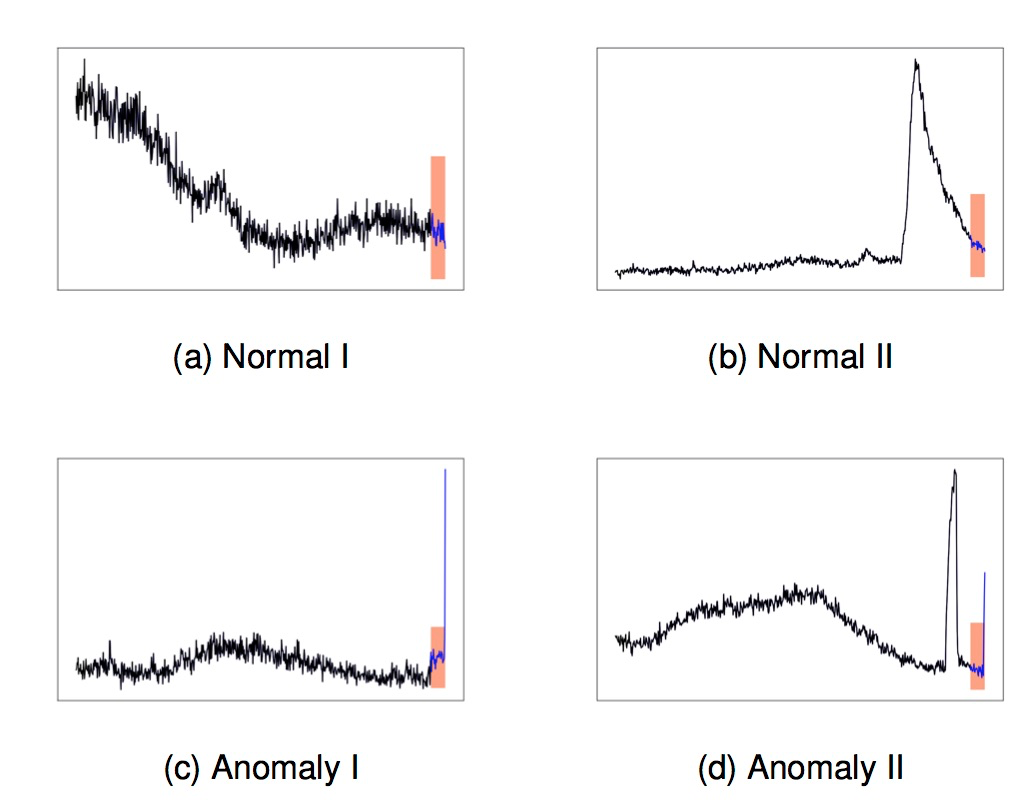 (a) Normal I
(b) Normal II
(c) Anomaly I
(d) Anomaly II